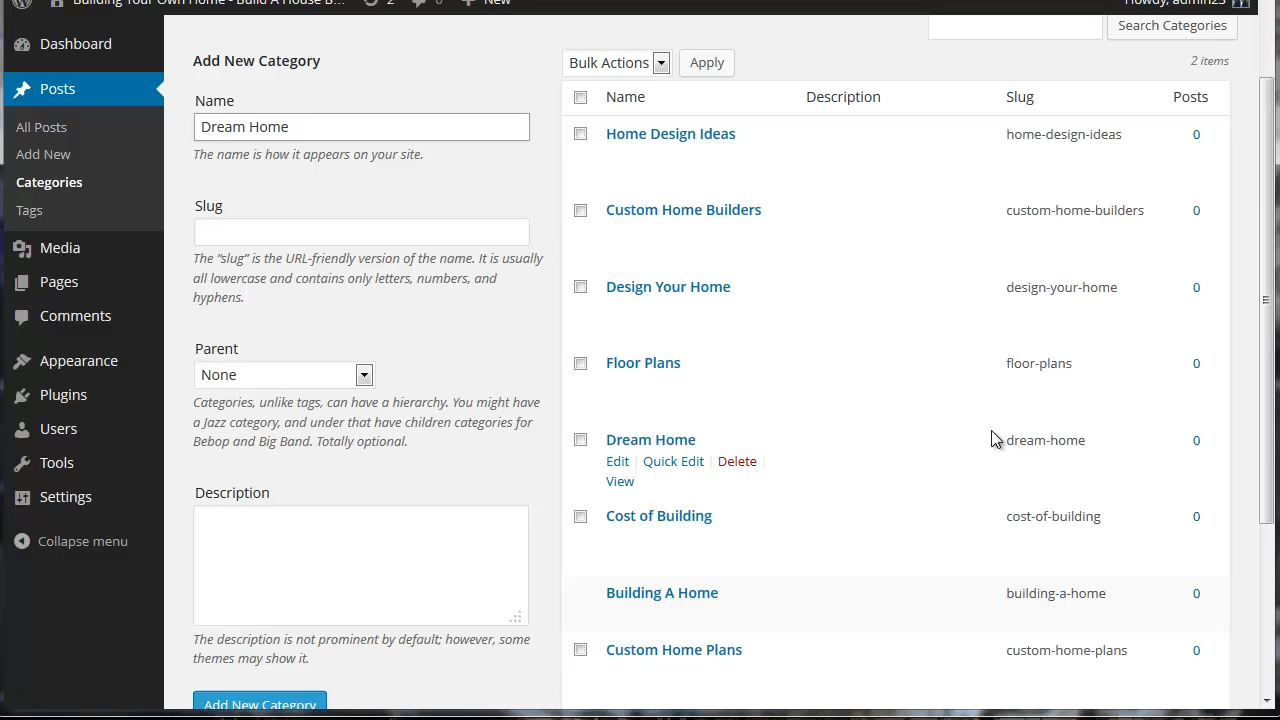 Building Your Own Home - Build A House B... 2 0 New Howdy, admin23
Dashboard
Posts
All Posts
Add New
Categories
Tags
Media
Pages
Comments
Appearance
Plugins
Users
Tools
Settings
Collapse menu
Add New Category
Name
Dream Home
The name is how it appears on your site.
Slug
The “slug” is the URL-friendly version of the name. It is usually
all lowercase and contains only letters, numbers, and
hyphens.
Parent
None
Categories, unlike tags, can have a hierarchy. You might have
a Jazz category, and under that have children categories for
Bebop and Big Band. Totally optional.
Description
The description is not prominent by default; however, some
themes may show it.
Add New Category
Search Categories
Bulk Actions Apply 2 items
Name Description Slug Posts
Home Design Ideas home-design-ideas 0
Custom Home Builders custom-home-builders 0
Design Your Home design-your-home 0
Floor Plans floor-plans 0
Dream Home dream-home 0
Edit | Quick Edit | Delete |
View
Cost of Building cost-of-building 0
Building A Home building-a-home 0
Custom Home Plans custom-home-plans 0